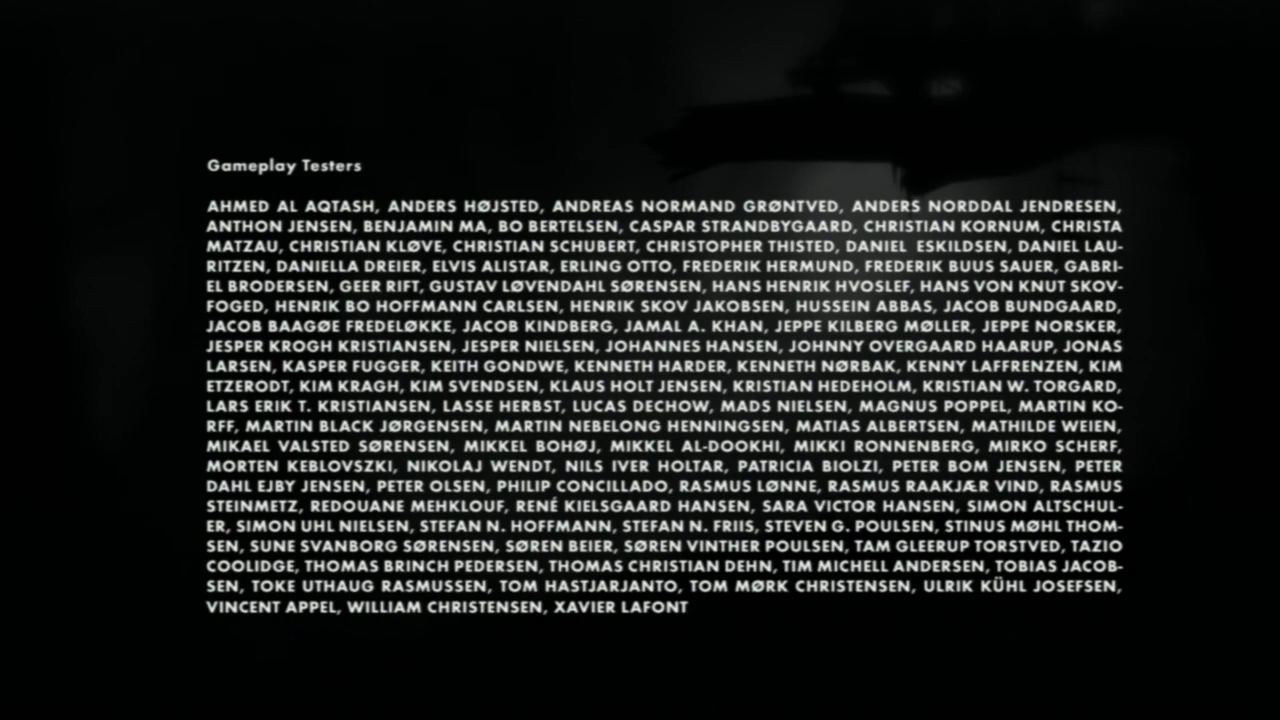 Gameplay Testers
AHMED AL AQTASH, ANDERS HØJSTED, ANDREAS NORMAND GRØNTVED, ANDERS NORDDAL JENDRESEN,
ANTHON JENSEN, BENJAMIN MA, BO BERTELSEN, CASPAR STRANDBYGAARD, CHRISTIAN KORNUM, CHRISTA
MATZAU, CHRISTIAN KLØVE, CHRISTIAN SCHUBERT, CHRISTOPHER THISTED, DANIEL ESKILDSEN, DANIEL LAU-
RITZEN, DANIELLA DREIER, ELVIS ALISTAR, ERLING OTTO, FREDERIK HERMUND, FREDERIK BUUS SAUER, GABRI-
EL BRODERSEN, GEER RIFT, GUSTAV LØVENDAHL SØRENSEN, HANS HENRIK HVOSLEF, HANS VON KNUT SKOV-
FOGED, HENRIK BO HOFFMANN CARLSEN, HENRIK SKOV JAKOBSEN, HUSSEIN ABBAS, JACOB BUNDGAARD,
JACOB BAAGØE FREDELØKKE, JACOB KINDBERG, JAMAL A. KHAN, JEPPE KILBERG MØLLER, JEPPE NORSKER,
JESPER KROGH KRISTIANSEN, JESPER NIELSEN, JOHANNES HANSEN, JOHNNY OVERGAARD HAARUP, JONAS
LARSEN, KASPER FUGGER, KEITH GONDWE, KENNETH HARDER, KENNETH NØRBAK, KENNY LAFFRENZEN, KIM
ETZERODT, KIM KRAGH, KIM SVENDSEN, KLAUS HOLT JENSEN, KRISTIAN HEDEHOLM, KRISTIAN W. TORGARD,
LARS ERIK T. KRISTIANSEN, LASSE HERBST, LUCAS DECHOW, MADS NIELSEN, MAGNUS POPPEL, MARTIN KO-
RFF, MARTIN BLACK JØRGENSEN, MARTIN NEBELONG HENNINGSEN, MATIAS ALBERTSEN, MATHILDE WEIEN,
MIKAEL VALSTED SØRENSEN, MIKKEL BOHØJ, MIKKEL AL-DOOKHI, MIKKI RONNENBERG, MIRKO SCHERF,
MORTEN KEBLOVSZKI, NIKOLAJ WENDT, NILS IVER HOLTAR, PATRICIA BIOLZI, PETER BOM JENSEN, PETER
DAHL EJBY JENSEN, PETER OLSEN, PHILIP CONCILLADO, RASMUS LØNNE, RASMUS RAAKJÆR VIND, RASMUS
STEINMETZ, REDOUANE MEHKLOUF, RENÉ KIELSGAARD HANSEN, SARA VICTOR HANSEN, SIMON ALTSCHUL-
ER, SIMON UHL NIELSEN, STEFAN N. HOFFMANN, STEFAN N. FRIIS, STEVEN G. POULSEN, STINUS MØHL THOM-
SEN, SUNE SVANBORG SØRENSEN, SØREN BEIER, SØREN VINTHER POULSEN, TAM GLEERUP TORSTVED, TAZIO
COOLIDGE, THOMAS BRINCH PEDERSEN, THOMAS CHRISTIAN DEHN, TIM MICHELL ANDERSEN, TOBIAS JACOB-
SEN, TOKE UTHAUG RASMUSSEN, TOM HASTJARJANTO, TOM MØRK CHRISTENSEN, ULRIK KÜHL JOSEFSEN,
VINCENT APPEL, WILLIAM CHRISTENSEN, XAVIER LAFONT